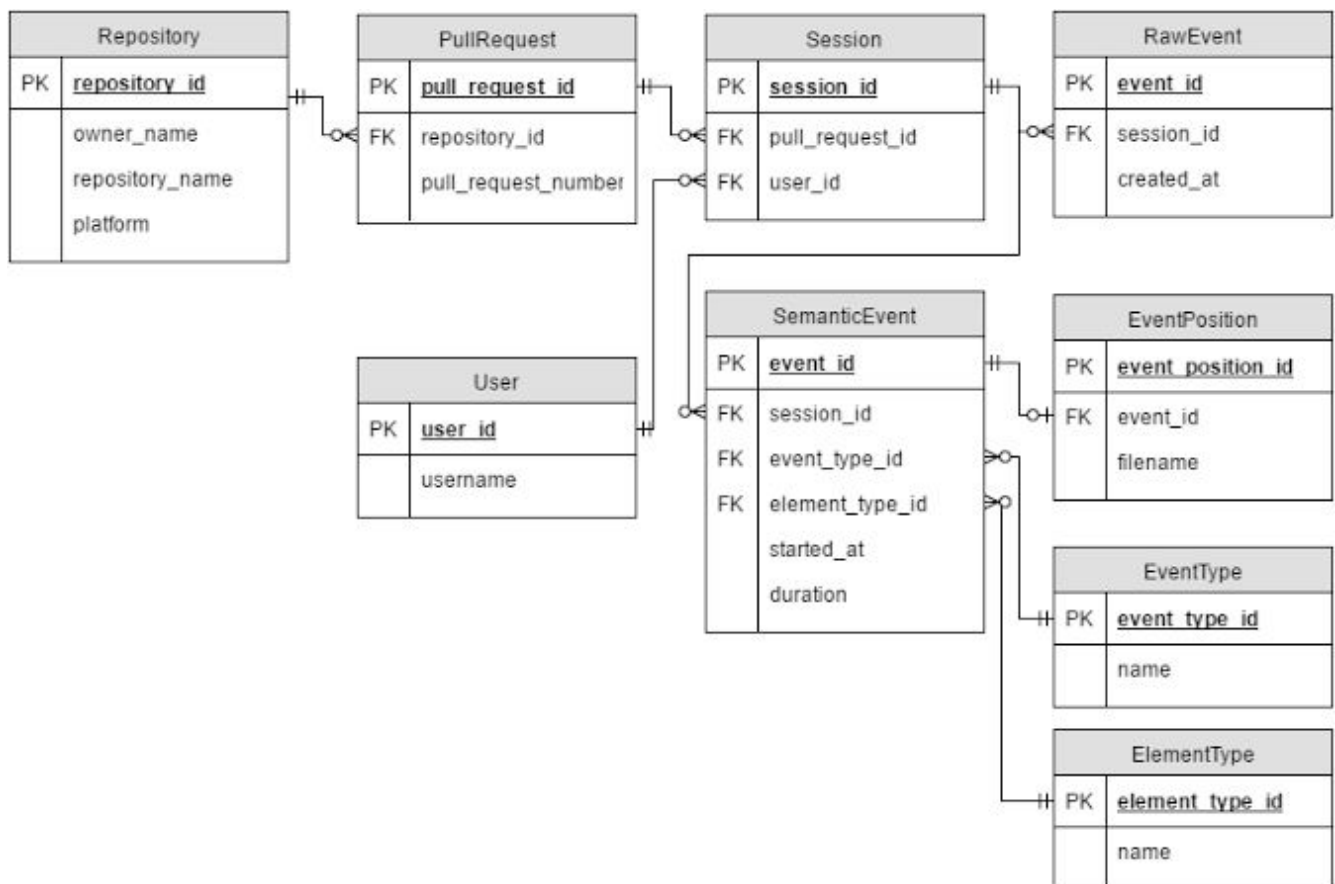 Repository
PK repository_id
owner_name
repository_name
platform
PullRequest
PK pull_request_id
FK repository_id
pull_request_number
Session
PK session_id
FK pull_request_id
FK user_id
RawEvent
PK event_id
FK session_id
created_at
User
PK user_id
username
SemanticEvent
PK event_id
FK session_id
FK event_type_id
FK element_type_id
started_at
duration
EventPosition
PK event_position_id
FK event_id
filename
EventType
PK event_type_id
name
ElementType
PK element_type_id
name